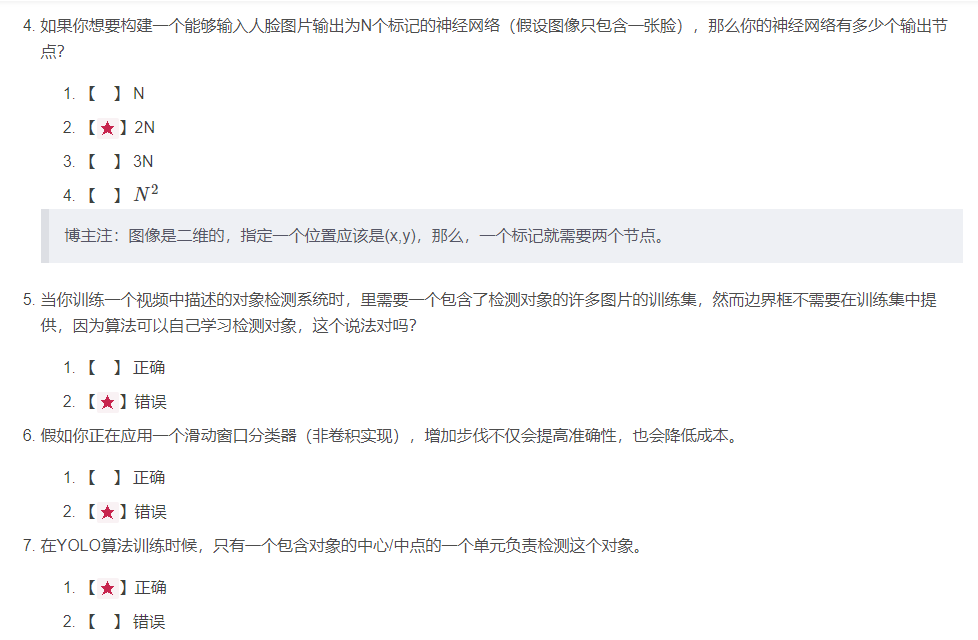 4. 如果你想要构建一个能够输入人脸图片输出为N个标记的神经网络（假设图像只包含一张脸），那么你的神经网络有多少个输出节
点？
1. 【 】 N
2. 【★】2N
3. 【 】 3N
4. 【 】 N²
博主注：图像是二维的，指定一个位置应该是(x,y)，那么，一个标记就需要两个节点。
5. 当你训练一个视频中描述的对象检测系统时，里需要一个包含了检测对象的许多图片的训练集，然而边界框不需要在训练集中提
供，因为算法可以自己学习检测对象，这个说法对吗？
1. 【 】 正确
2. 【★】错误
6. 假如你正在应用一个滑动窗口分类器（非卷积实现），增加步伐不仅会提高准确性，也会降低成本。
1. 【 】 正确
2. 【★】错误
7. 在YOLO算法训练时候，只有一个包含对象的中心/中点的一个单元负责检测这个对象。
1. 【★】正确
2. 【 】 错误